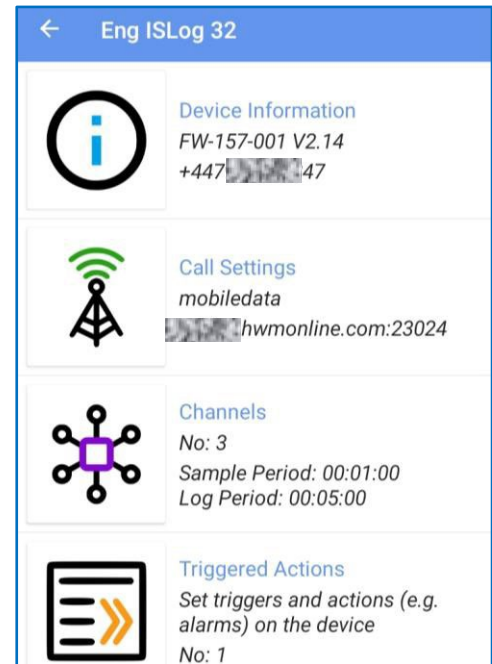 Eng ISLog 32
Device Information
FW-157-001 V2.14
+447 47
Call Settings
mobiledata
hwmonline.com:23024
Channels
No: 3
Sample Period: 00:01:00
Log Period: 00:05:00
Triggered Actions
Set triggers and actions (e.g.
alarms) on the device
No: 1